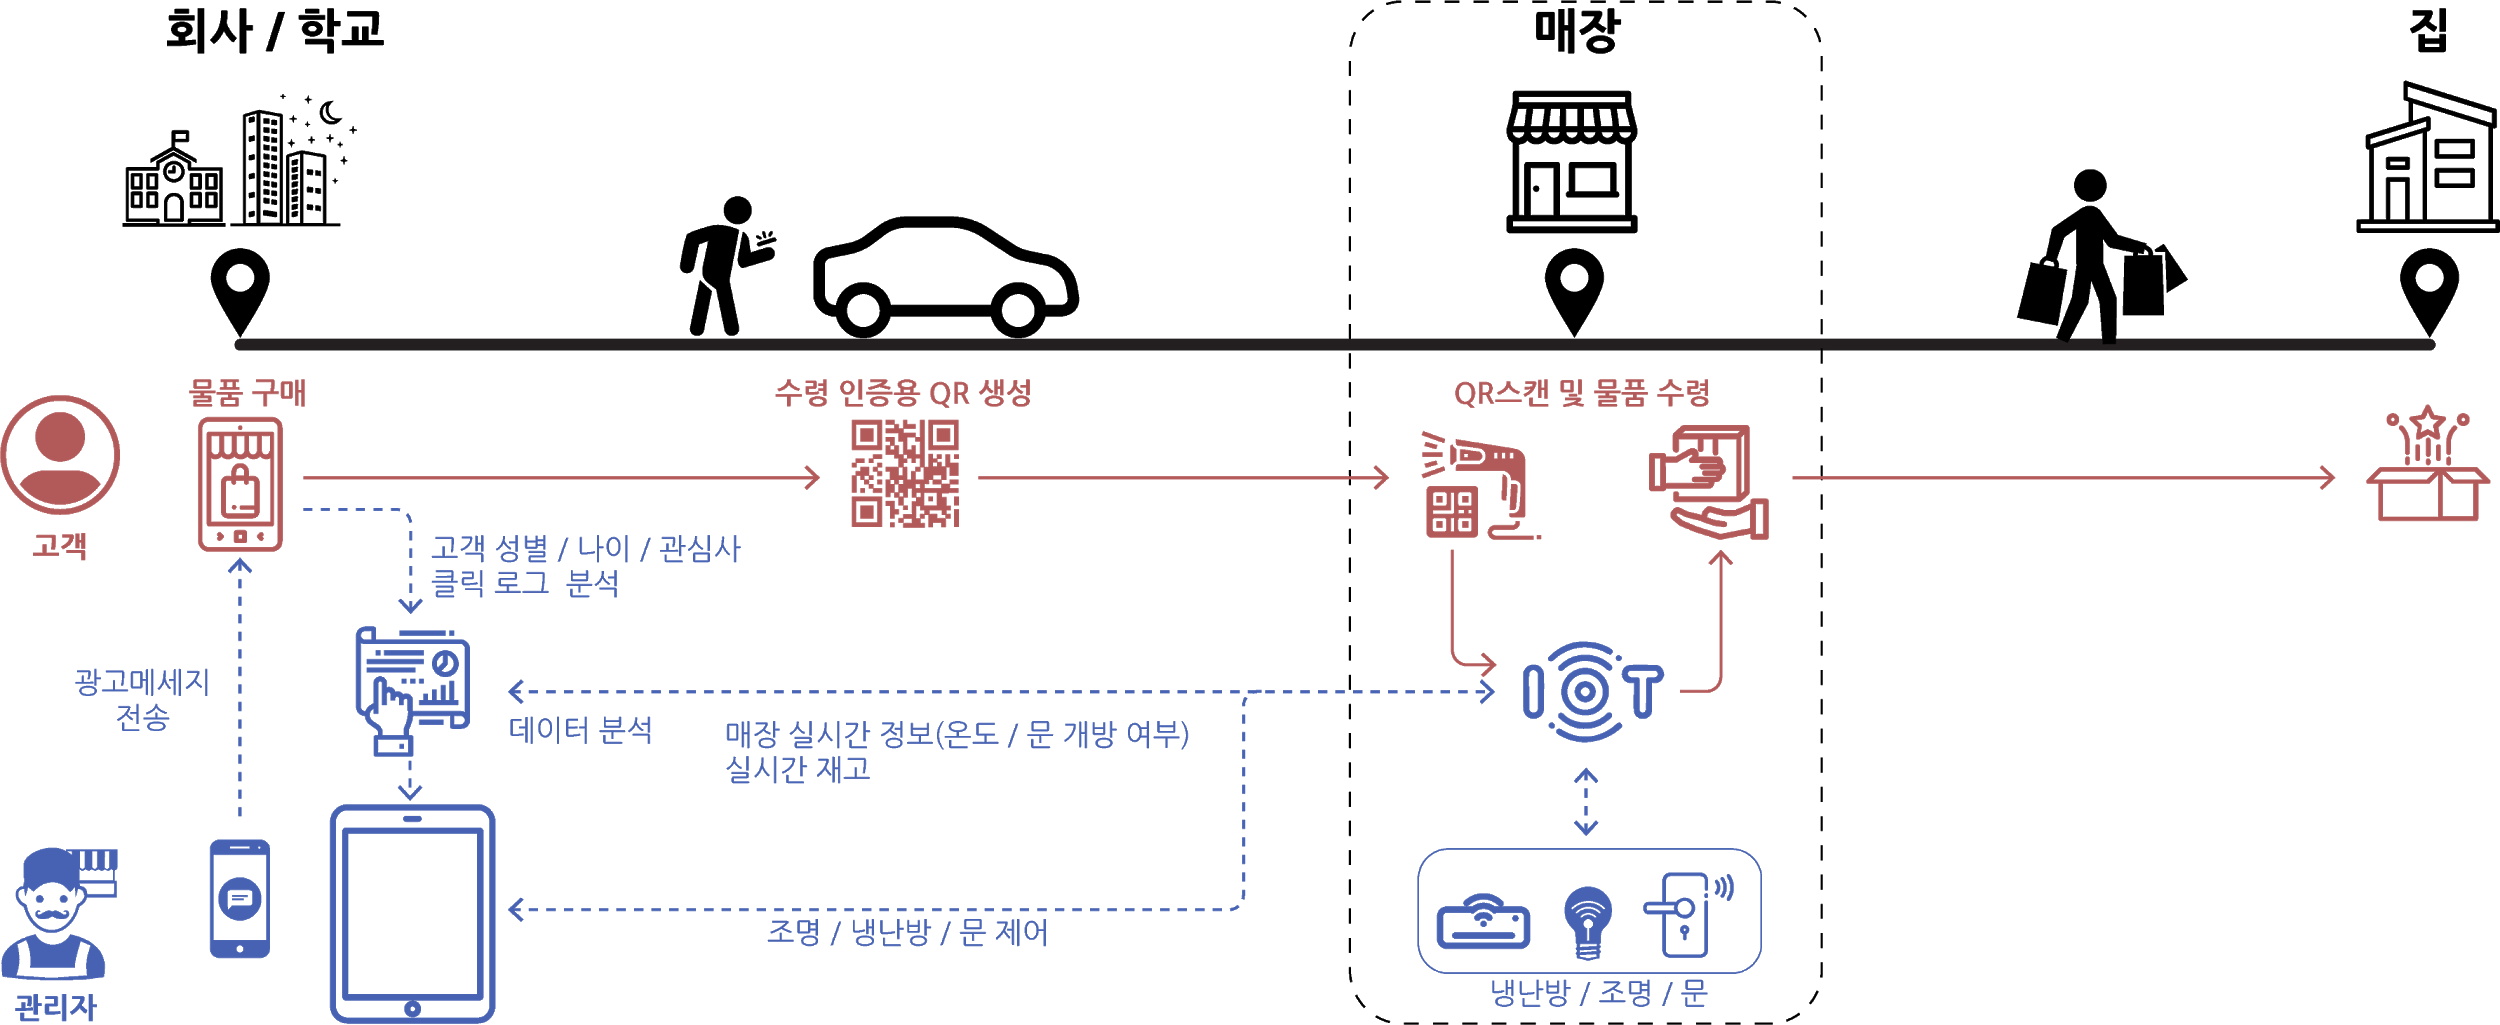 회사 / 학교
매장
집
물품 구매
수령 인증용 QR 생성
QR스캔 및 물품 수령
고객
고객 성별 / 나이 / 관심사
클릭 로그 분석
광고메세지
전송
데이터 분석
매장 실시간 정보(온도 / 문 개방 여부)
실시간 재고
IOT
조명 / 냉난방 / 문 제어
관리자
냉난방 / 조명 / 문